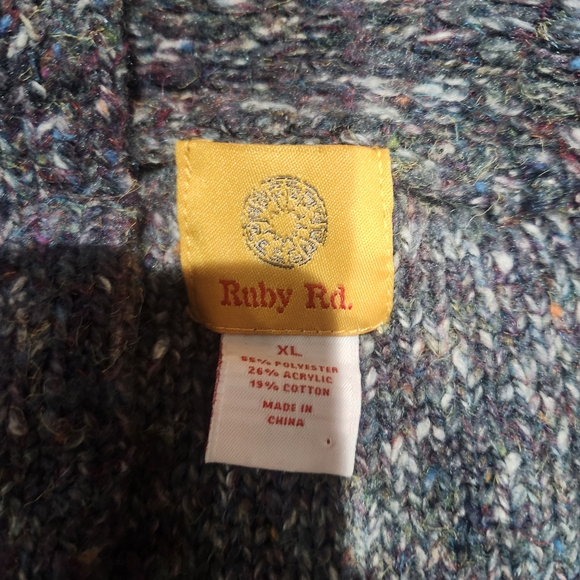 Ruby Rd.
XL
55% POLYESTER
26% ACRYLIC
19% COTTON
MADE IN
CHINA